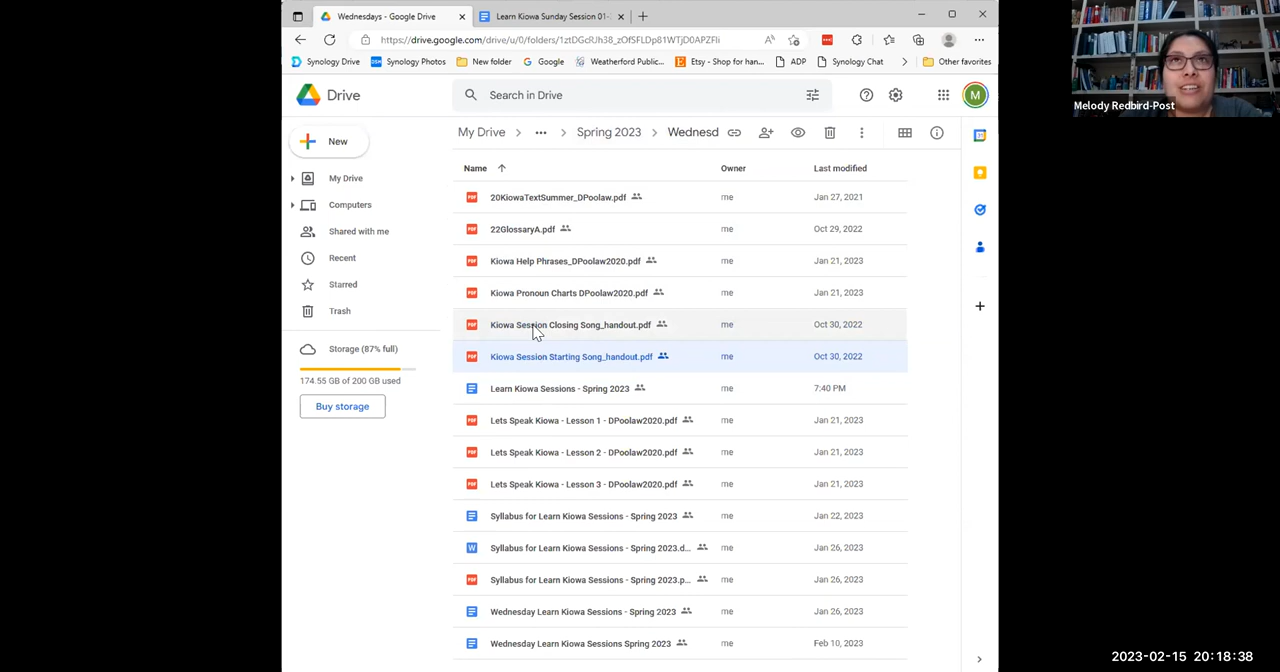 Wednesdays - Google Drive
Learn Kiowa Sunday Session 01-
https://drive.google.com/drive/u/0/folders/1ztDGcRJh38_zOfSFLDp81WTjD0APZFli
Synology Drive
Synology Photos
New folder
Google
Weatherford Public...
Etsy - Shop for han...
ADP
Synology Chat
Other favorites
Melody Redbird-Post
Drive
Search in Drive
M
New
My Drive
Computers
Shared with me
Recent
Starred
Trash
Storage (87% full)
174.55 GB of 200 GB used
Buy storage
My Drive > ... > Spring 2023 > Wednesd
Name Owner Last modified
PDF 20KiowaTextSummer_DPoolaw.pdf me Jan 27, 2021
PDF 22GlossaryA.pdf me Oct 29, 2022
PDF Kiowa Help Phrases_DPoolaw2020.pdf me Jan 21, 2023
PDF Kiowa Pronoun Charts DPoolaw2020.pdf me Jan 21, 2023
PDF Kiowa Session Closing Song_handout.pdf me Oct 30, 2022
PDF Kiowa Session Starting Song_handout.pdf me Oct 30, 2022
Learn Kiowa Sessions - Spring 2023 me 7:40 PM
PDF Lets Speak Kiowa - Lesson 1 - DPoolaw2020.pdf me Jan 21, 2023
PDF Lets Speak Kiowa - Lesson 2 - DPoolaw2020.pdf me Jan 21, 2023
PDF Lets Speak Kiowa - Lesson 3 - DPoolaw2020.pdf me Jan 21, 2023
Syllabus for Learn Kiowa Sessions - Spring 2023 me Jan 22, 2023
W Syllabus for Learn Kiowa Sessions - Spring 2023.d... me Jan 26, 2023
PDF Syllabus for Learn Kiowa Sessions - Spring 2023.p... me Jan 26, 2023
Wednesday Learn Kiowa Sessions - Spring 2023 me Jan 26, 2023
Wednesday Learn Kiowa Sessions Spring 2023 me Feb 10, 2023
2023-02-15 20:18:38